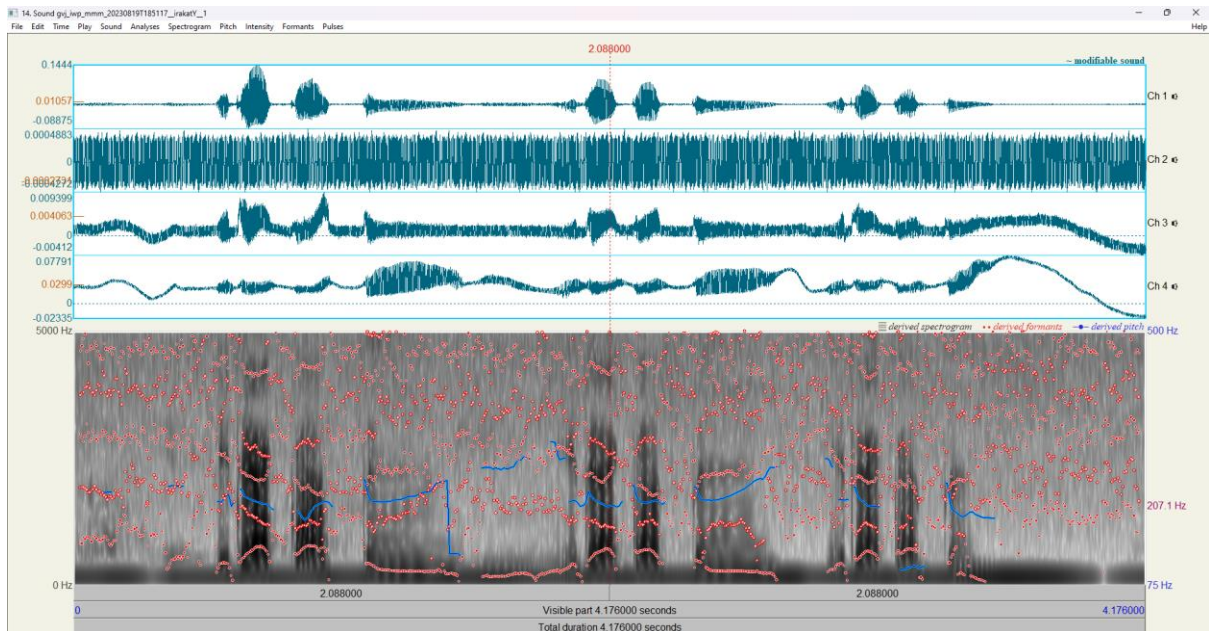 14. Sound gvj_iwp_mmm_20230819T185117__irakatY__1
File Edit Time Play Sound Analyses Spectrogram Pitch Intensity Formants Pulses Help
2.088000
~ modifiable sound
0.1444
0.01057
-0.08875
Ch 1
0.0004883
0
-0.0004272
Ch 2
0.009399
0.004063
0
-0.00412
Ch 3
0.07791
0.0299
0
-0.02335
Ch 4
5000 Hz derived spectrogram derived formants derived pitch 500 Hz
207.1 Hz
0 Hz 75 Hz
2.088000 2.088000
0 Visible part 4.176000 seconds 4.176000
Total duration 4.176000 seconds